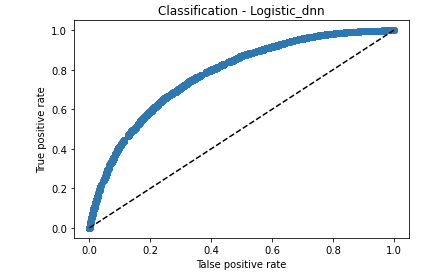 Classification - Logistic_dnn
1.0
0.8
0.6
0.4
0.2
0.0
True positive rate
0.0 0.2 0.4 0.6 0.8 1.0
Talse positive rate